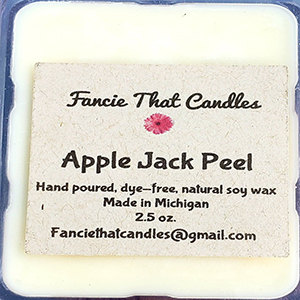 Fancie That Candles
Apple Jack Peel
Hand poured, dye-free, natural soy wax
Made in Michigan
2.5 oz.
Fanciethatcandles@gmail.com